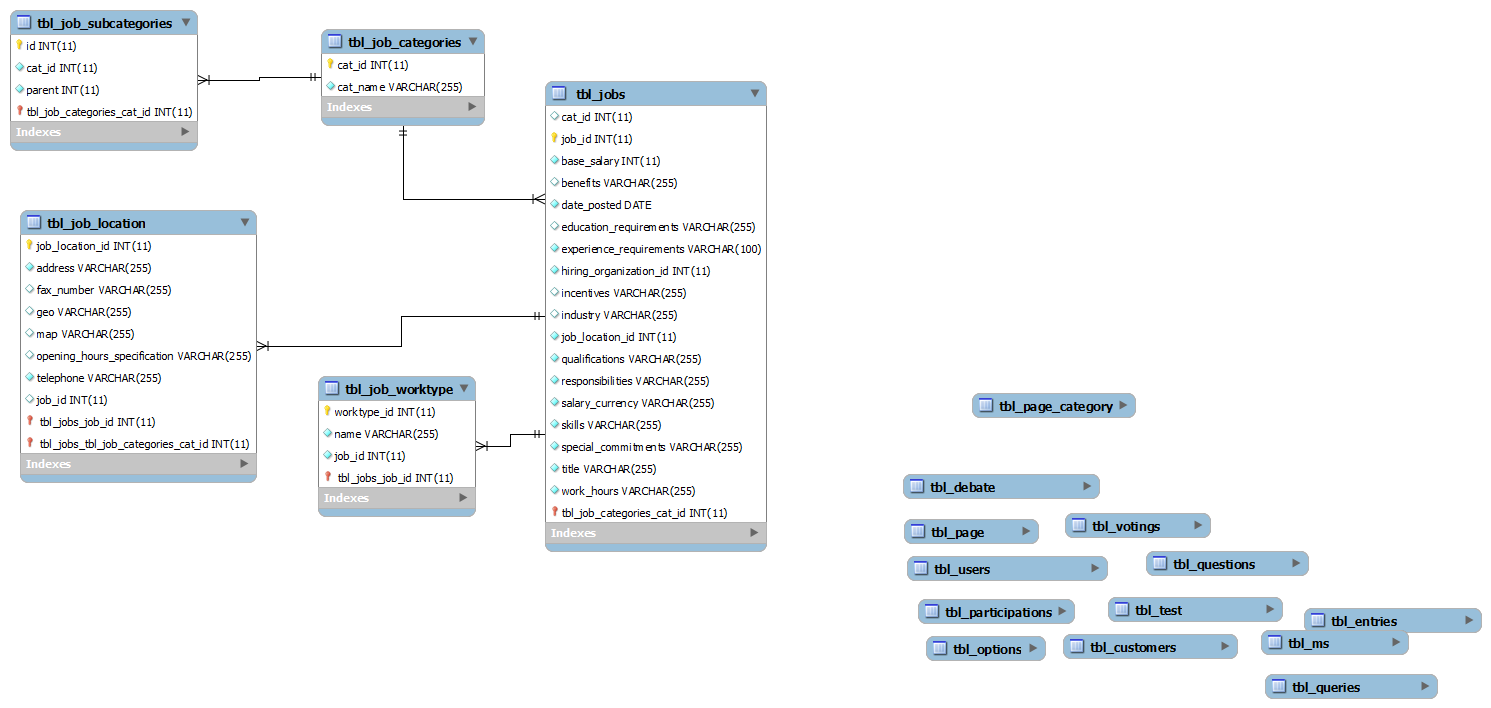 tbl_job_subcategories
id INT(11)
cat_id INT(11)
parent INT(11)
tbl_job_categories_cat_id INT(11)
Indexes
tbl_job_categories
cat_id INT(11)
cat_name VARCHAR(255)
Indexes
tbl_jobs
cat_id INT(11)
job_id INT(11)
base_salary INT(11)
benefits VARCHAR(255)
date_posted DATE
education_requirements VARCHAR(255)
experience_requirements VARCHAR(100)
hiring_organization_id INT(11)
incentives VARCHAR(255)
industry VARCHAR(255)
job_location_id INT(11)
qualifications VARCHAR(255)
responsibilities VARCHAR(255)
salary_currency VARCHAR(255)
skills VARCHAR(255)
special_commitments VARCHAR(255)
title VARCHAR(255)
work_hours VARCHAR(255)
tbl_job_categories_cat_id INT(11)
Indexes
tbl_job_location
job_location_id INT(11)
address VARCHAR(255)
fax_number VARCHAR(255)
geo VARCHAR(255)
map VARCHAR(255)
opening_hours_specification VARCHAR(255)
telephone VARCHAR(255)
job_id INT(11)
tbl_jobs_job_id INT(11)
tbl_jobs_tbl_job_categories_cat_id INT(11)
Indexes
tbl_job_worktype
worktype_id INT(11)
name VARCHAR(255)
job_id INT(11)
tbl_jobs_job_id INT(11)
Indexes
tbl_page_category
tbl_debate
tbl_page
tbl_votings
tbl_users
tbl_questions
tbl_participations
tbl_test
tbl_entries
tbl_options
tbl_customers
tbl_ms
tbl_queries